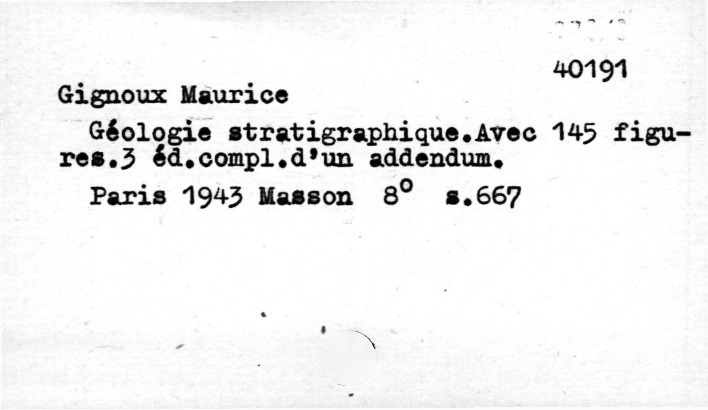 40191
Gignoux Maurice
Géologie stratigraphique.Avec 145 figu-
res.3 éd.compl.d'un addendum.
Paris 1943 Masson 8° s.667